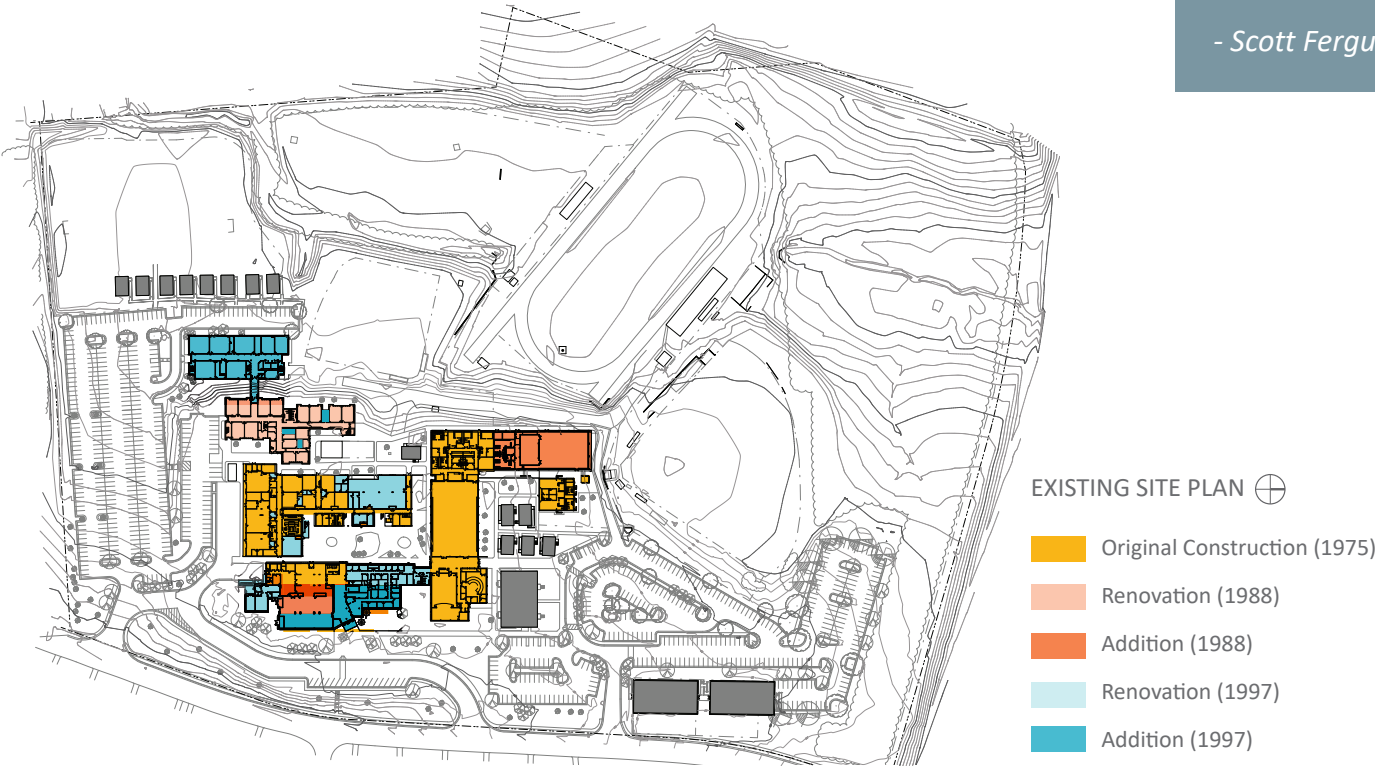 - Scott Fergu
EXISTING SITE PLAN
Original Construction (1975)
Renovation (1988)
Addition (1988)
Renovation (1997)
Addition (1997)